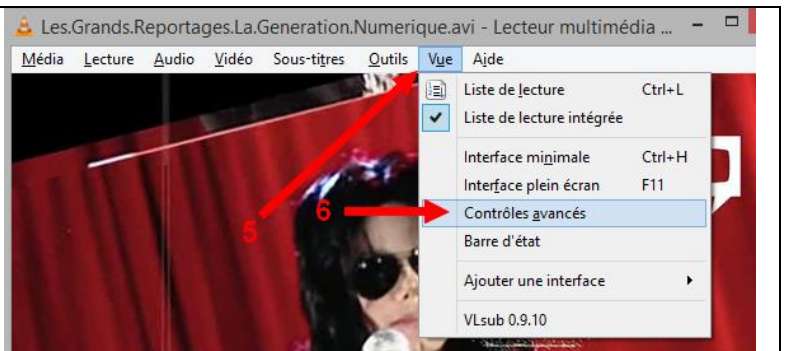 Les.Grands.Reportages.La.Generation.Numerique.avi - Lecteur multimédia ...
Média Lecture Audio Vidéo Sous-titres Outils Vue Aide
Liste de lecture Ctrl+L
Liste de lecture intégrée
Interface minimale Ctrl+H
Interface plein écran F11
5 6 Contrôles avancés
Barre d'état
Ajouter une interface
VLsub 0.9.10